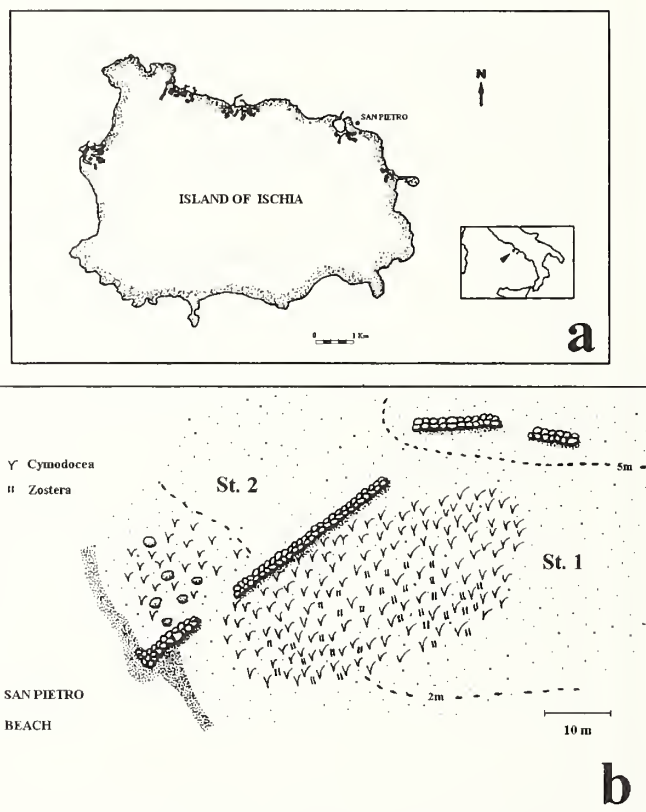 N
SAN PIETRO
ISLAND OF ISCHIA
0 1 Km
a
Cymodocea
Zostera
St. 2
5m
St. 1
2m
SAN PIETRO
BEACH
10 m
b